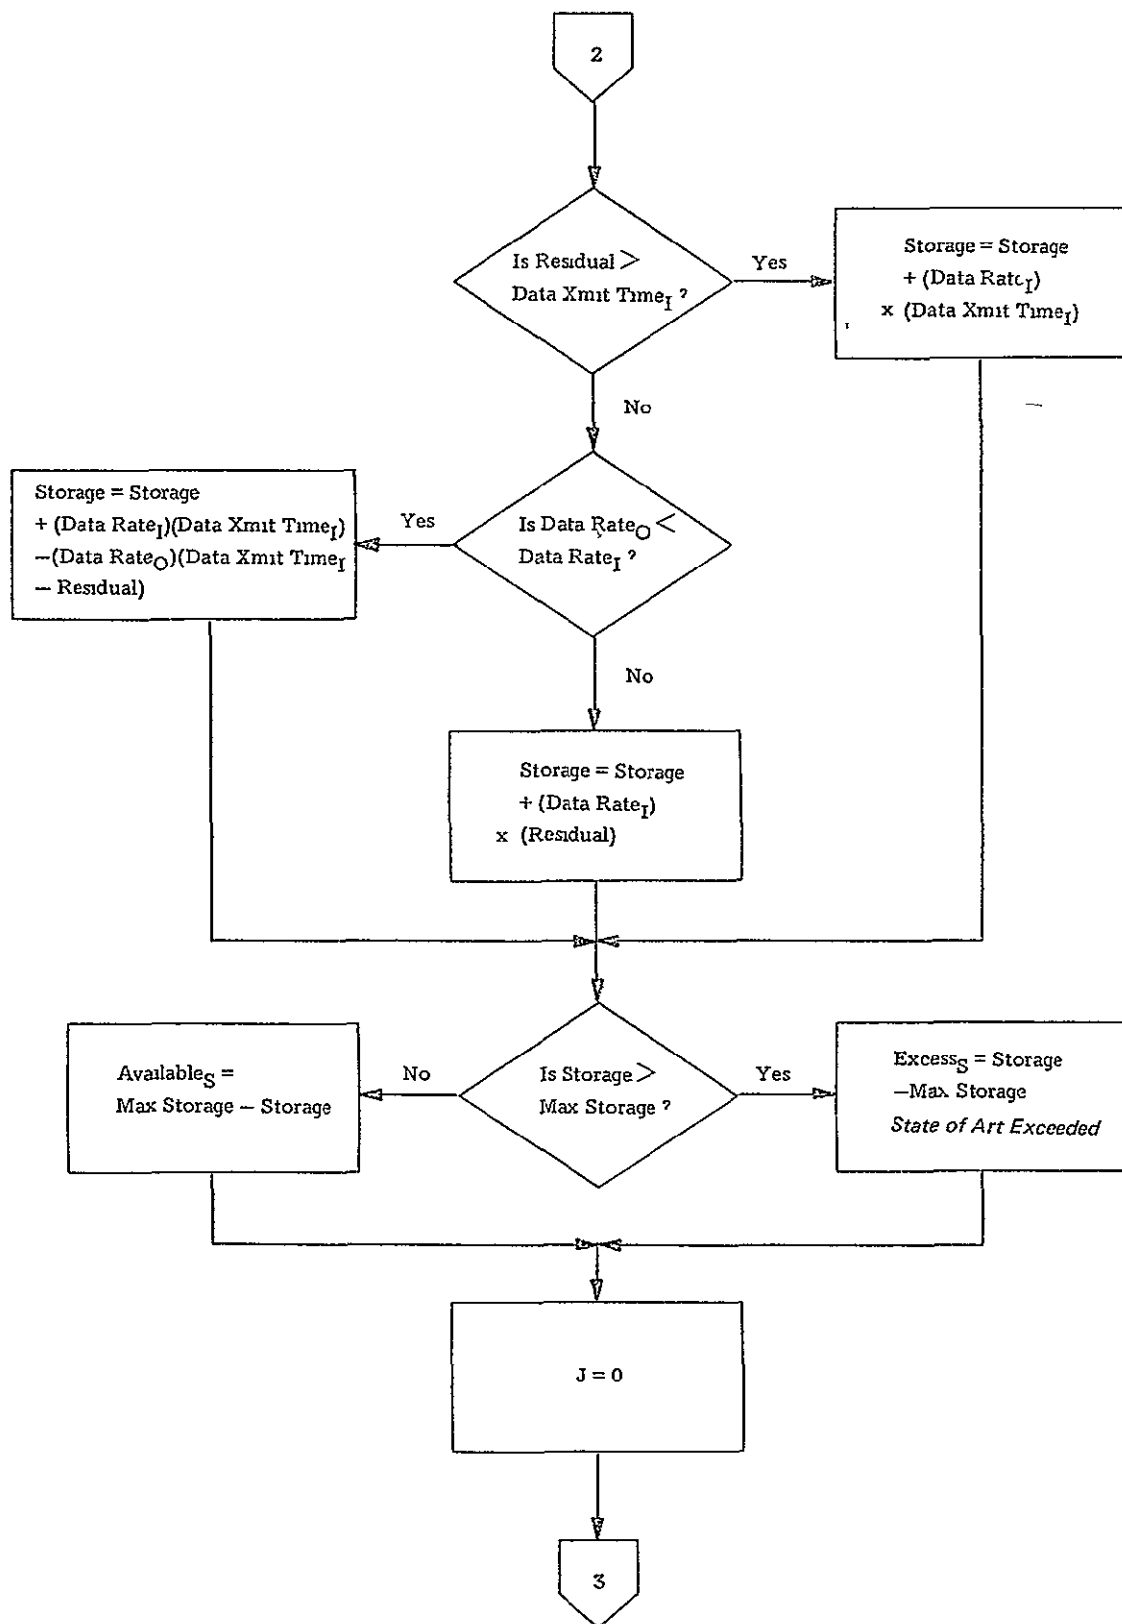 2
Is Residual >
Data Xmit Time_I ?
Yes
Storage = Storage
+ (Data Rate_I)
x (Data Xmit Time_I)
No
Storage = Storage
+ (Data Rate_I)(Data Xmit Time_I)
−(Data Rate_O)(Data Xmit Time_I
− Residual)
Yes
Is Data Rate_O <
Data Rate_I ?
No
Storage = Storage
+ (Data Rate_I)
x (Residual)
Available_S =
Max Storage − Storage
No
Is Storage >
Max Storage ?
Yes
Excess_S = Storage
−Max Storage
State of Art Exceeded
J = 0
3